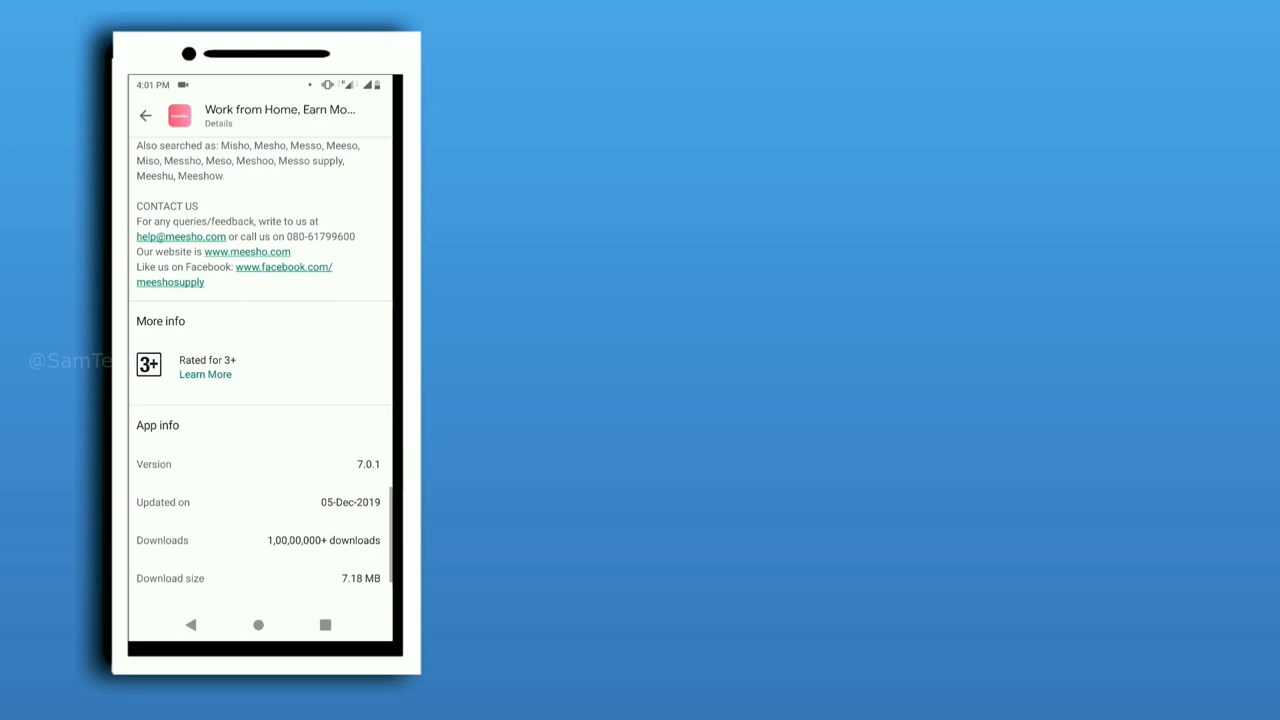 4:01 PM
Work from Home, Earn Mo...
Details
Also searched as: Misho, Mesho, Messo, Meeso,
Miso, Messho, Meso, Meshoo, Messo supply,
Meeshu, Meeshow.
CONTACT US
For any queries/feedback, write to us at
help@meesho.com or call us on 080-61799600
Our website is www.meesho.com
Like us on Facebook: www.facebook.com/
meeshosupply
More info
3+
Rated for 3+
Learn More
@SamTe
App info
Version 7.0.1
Updated on 05-Dec-2019
Downloads 1,00,00,000+ downloads
Download size 7.18 MB